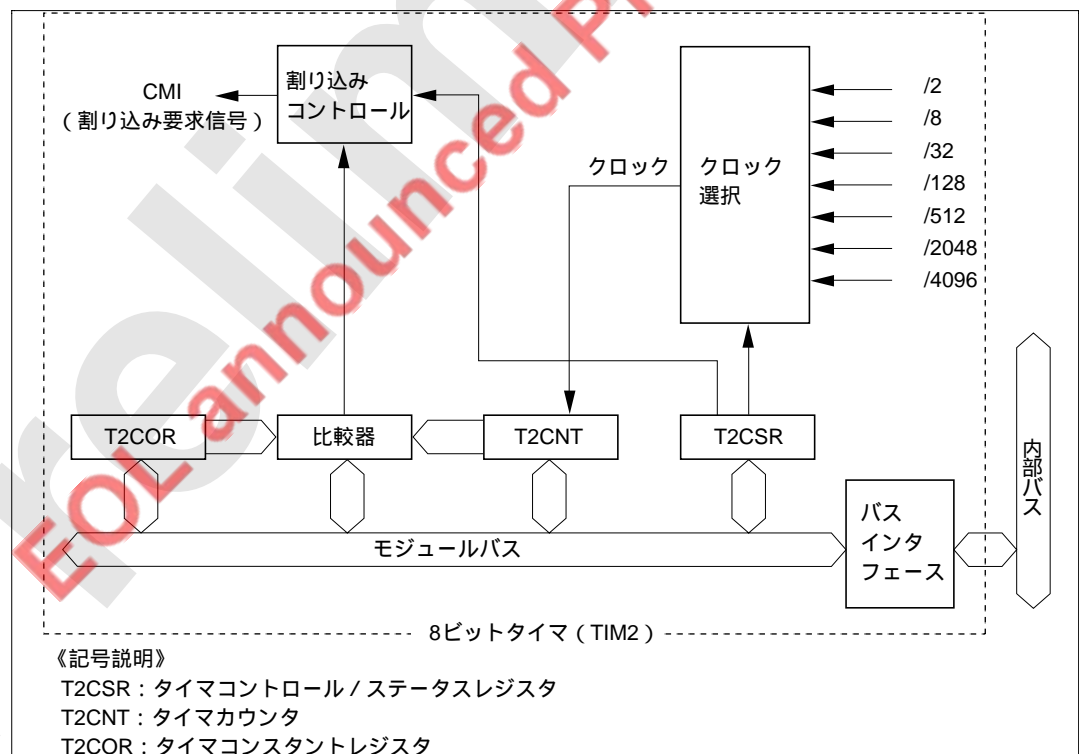 CMI
(割り込み要求信号)
割り込み
コントロール
クロック
クロック
選択
/2
/8
/32
/128
/512
/2048
/4096
T2COR
比較器
T2CNT
T2CSR
モジュールバス
バス
インタ
フェース
内部バス
8ビットタイマ(TIM2)
《記号説明》
T2CSR:タイマコントロール/ステータスレジスタ
T2CNT:タイマカウンタ
T2COR:タイマコンスタントレジスタ
EOL announced Pr
relim